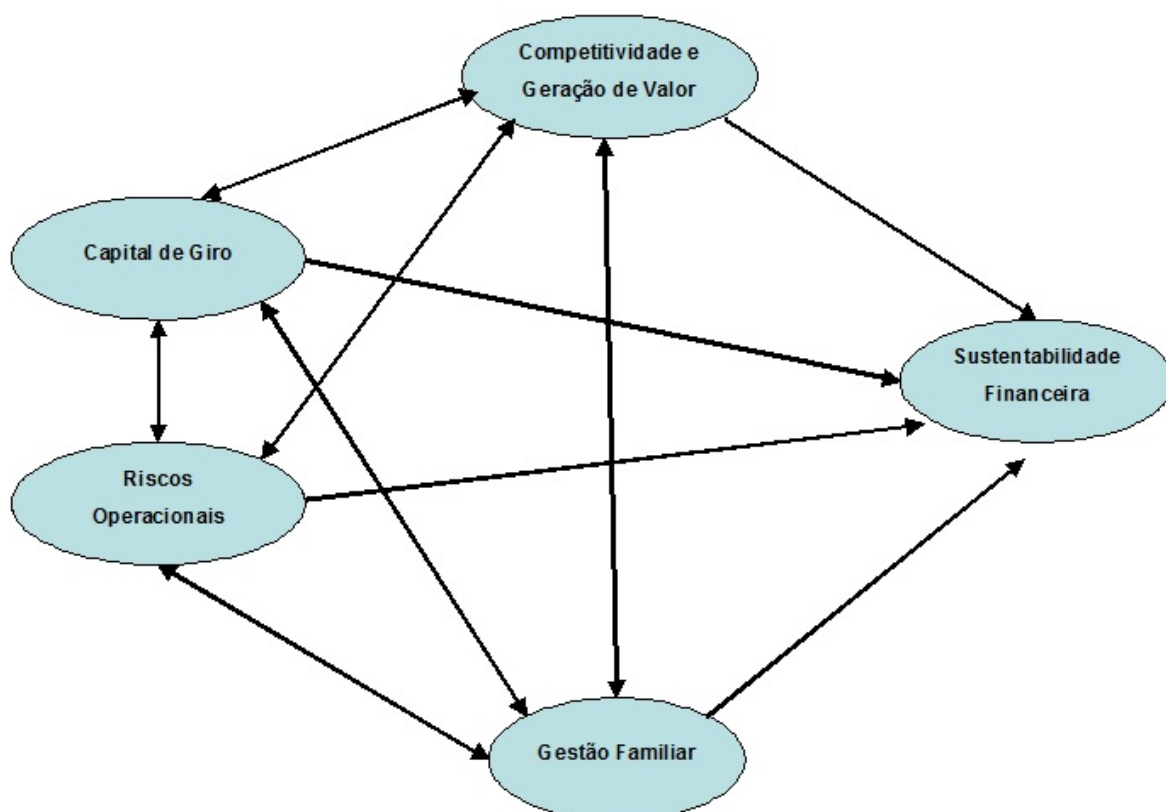 Competitividade e
Geração de Valor
Capital de Giro
Sustentabilidade
Financeira
Riscos
Operacionais
Gestão Familiar